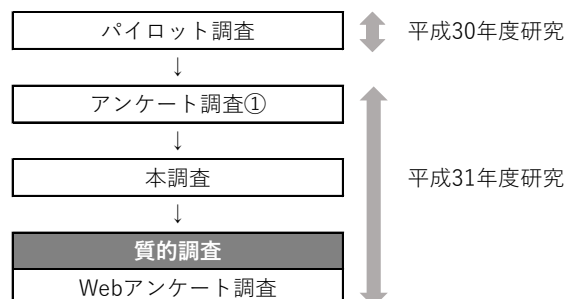 パイロット調査
平成30年度研究
↓
アンケート調査①
↓
本調査
平成31年度研究
↓
質的調査
Webアンケート調査